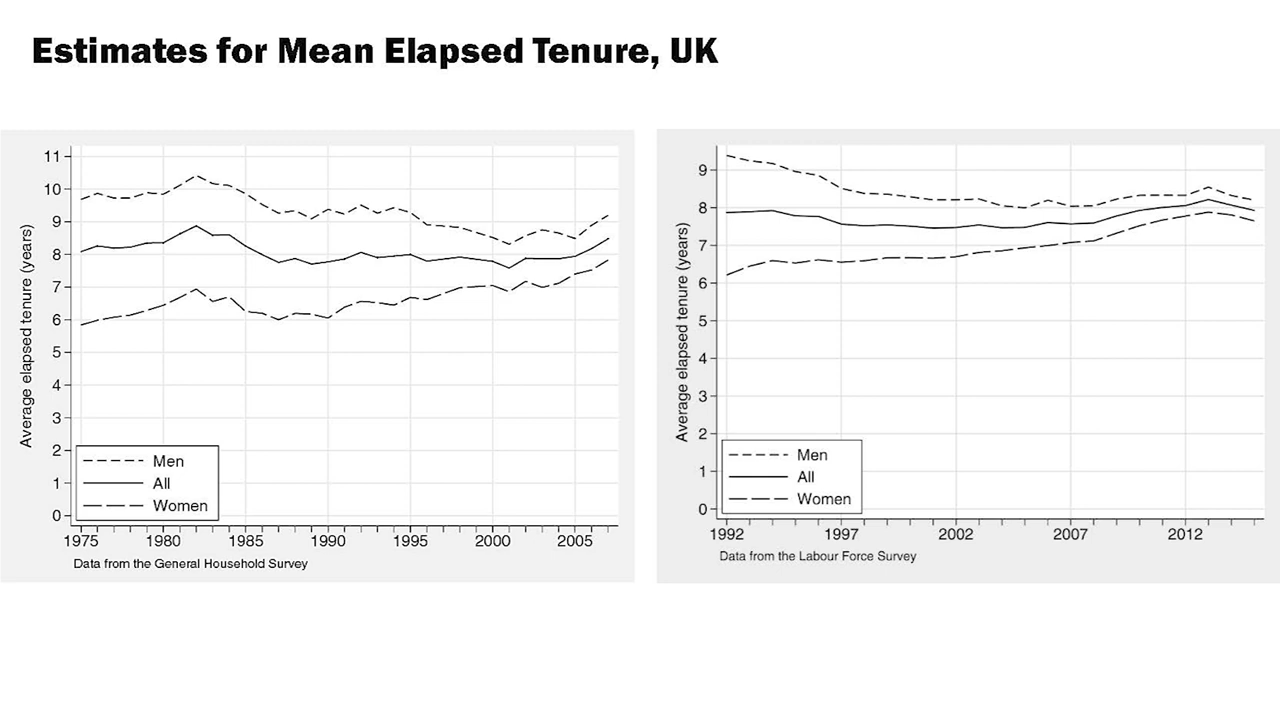 Estimates for Mean Elapsed Tenure, UK
Average elapsed tenure (years)
11
10
9
8
7
6
5
4
3
2
1
0
Men
All
Women
1975 1980 1985 1990 1995 2000 2005
Data from the General Household Survey
Average elapsed tenure (years)
9
8
7
6
5
4
3
2
1
0
Men
All
Women
1992 1997 2002 2007 2012
Data from the Labour Force Survey